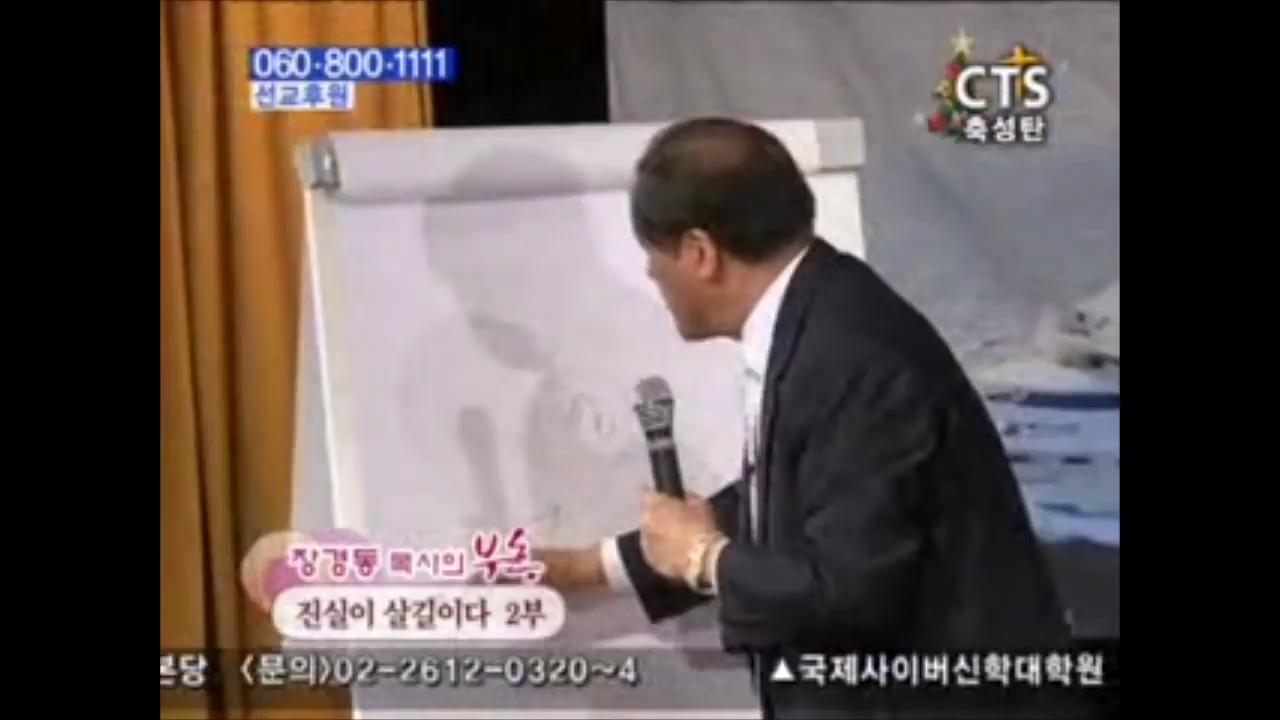 060·800·1111
선교후원
CTS
축성탄
장경동 목사의 부흥
진실이 살길이다 2부
본당 〈문의〉02-2612-0320~4 ▲국제사이버신학대학원